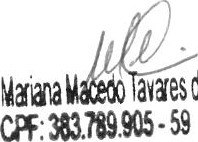 Mariana Macedo Tavares d
CPF: 383.789.905 - 59